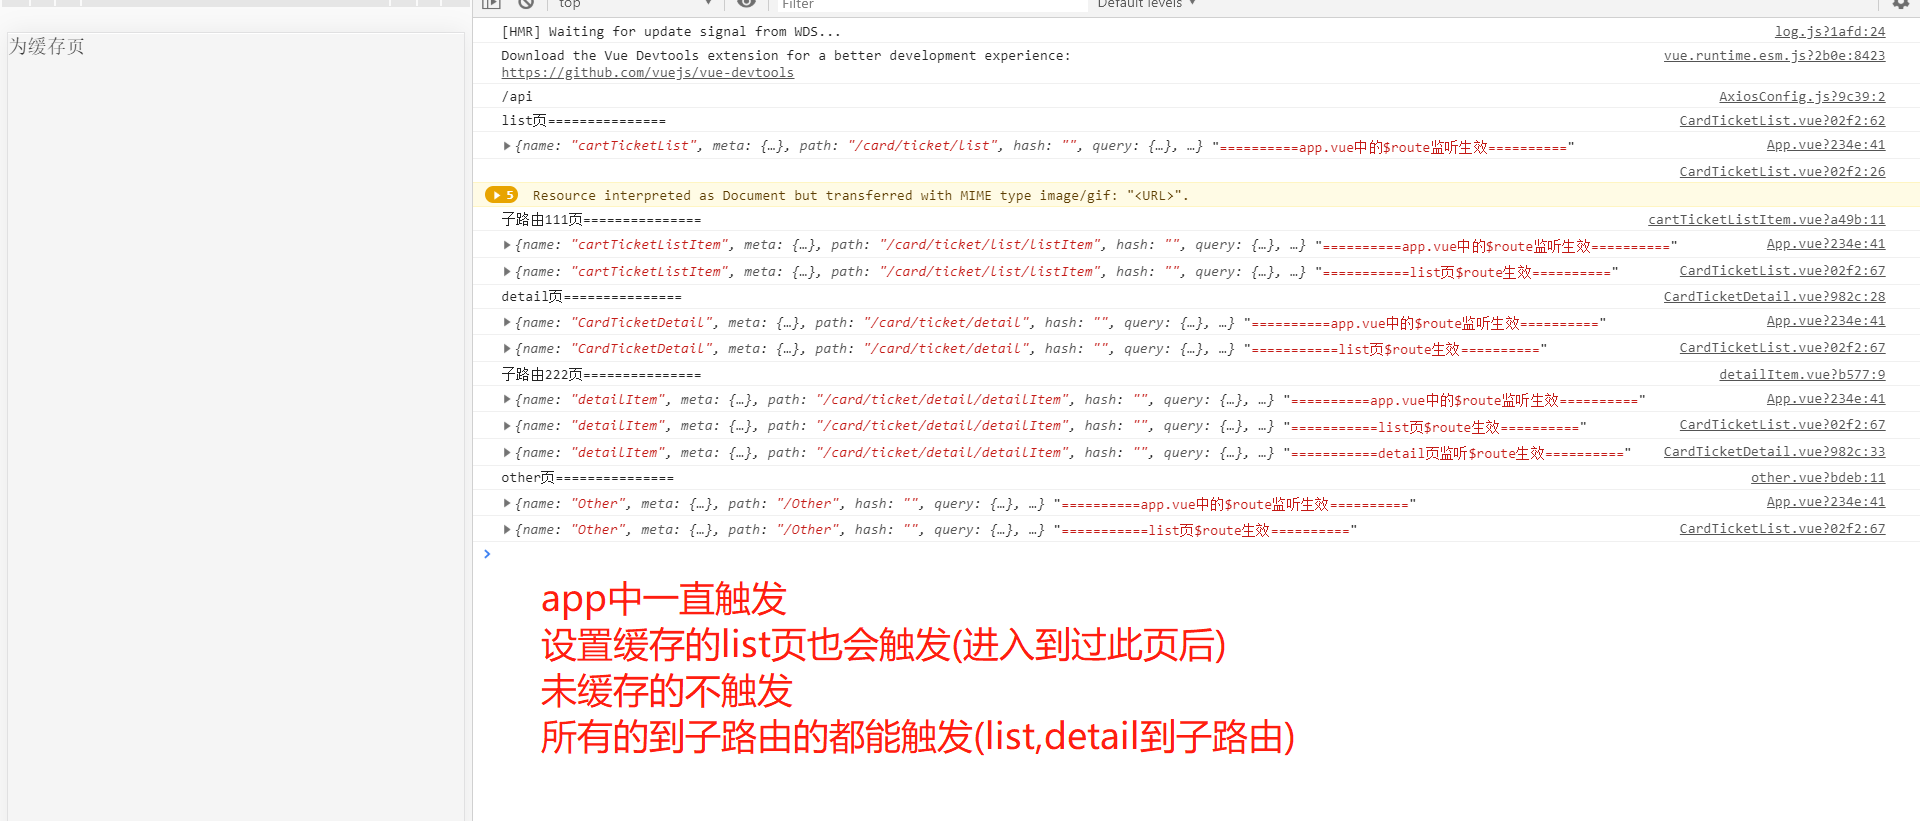 top
Filter
Default levels
为缓存页
[HMR] Waiting for update signal from WDS... log.js?1afd:24
Download the Vue Devtools extension for a better development experience: vue.runtime.esm.js?2b0e:8423
https://github.com/vuejs/vue-devtools
/api AxiosConfig.js?9c39:2
list页=============== CardTicketList.vue?02f2:62
{name: "cartTicketList", meta: {…}, path: "/card/ticket/list", hash: "", query: {…}, …} "==========app.vue中的$route监听生效==========" App.vue?234e:41
CardTicketList.vue?02f2:26
5 Resource interpreted as Document but transferred with MIME type image/gif: "<URL>".
子路由111页=============== cartTicketListItem.vue?a49b:11
{name: "cartTicketListItem", meta: {…}, path: "/card/ticket/list/listItem", hash: "", query: {…}, …} "==========app.vue中的$route监听生效==========" App.vue?234e:41
{name: "cartTicketListItem", meta: {…}, path: "/card/ticket/list/listItem", hash: "", query: {…}, …} "===========list页$route生效==========" CardTicketList.vue?02f2:67
detail页=============== CardTicketDetail.vue?982c:28
{name: "CardTicketDetail", meta: {…}, path: "/card/ticket/detail", hash: "", query: {…}, …} "==========app.vue中的$route监听生效==========" App.vue?234e:41
{name: "CardTicketDetail", meta: {…}, path: "/card/ticket/detail", hash: "", query: {…}, …} "===========list页$route生效==========" CardTicketList.vue?02f2:67
子路由222页=============== detailItem.vue?b577:9
{name: "detailItem", meta: {…}, path: "/card/ticket/detail/detailItem", hash: "", query: {…}, …} "==========app.vue中的$route监听生效==========" App.vue?234e:41
{name: "detailItem", meta: {…}, path: "/card/ticket/detail/detailItem", hash: "", query: {…}, …} "===========list页$route生效==========" CardTicketList.vue?02f2:67
{name: "detailItem", meta: {…}, path: "/card/ticket/detail/detailItem", hash: "", query: {…}, …} "===========detail页监听$route生效==========" CardTicketDetail.vue?982c:33
other页=============== other.vue?bdeb:11
{name: "Other", meta: {…}, path: "/Other", hash: "", query: {…}, …} "==========app.vue中的$route监听生效==========" App.vue?234e:41
{name: "Other", meta: {…}, path: "/Other", hash: "", query: {…}, …} "===========list页$route生效==========" CardTicketList.vue?02f2:67
app中一直触发
设置缓存的list页也会触发(进入到过此页后)
未缓存的不触发
所有的到子路由的都能触发(list,detail到子路由)